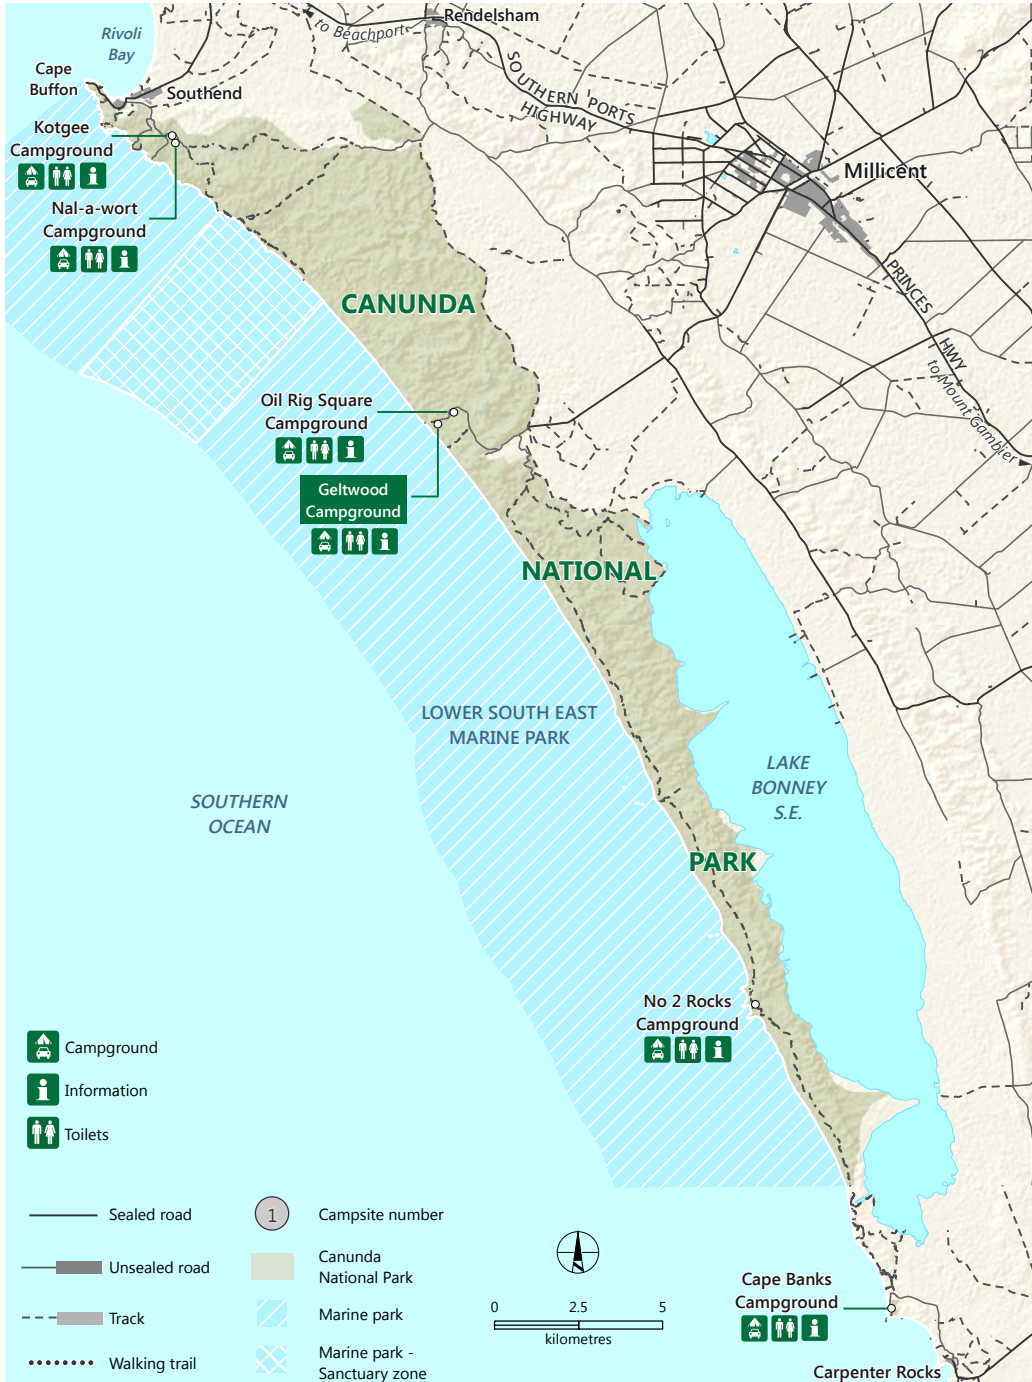 Rendelsham
to Beachport
Rivoli
Bay
Cape
Buffon
Southend
SOUTHERN PORTS
HIGHWAY
Kotgee
Campground
Millicent
Nal-a-wort
Campground
PRINCES
HWY
to Mount Gambier
CANUNDA
Oil Rig Square
Campground
Geltwood
Campground
NATIONAL
LOWER SOUTH EAST
MARINE PARK
LAKE
BONNEY
S.E.
SOUTHERN
OCEAN
PARK
No 2 Rocks
Campground
Campground
Information
Toilets
Sealed road
1
Campsite number
Unsealed road
Canunda
National Park
Track
Marine park
Walking trail
Marine park -
Sanctuary zone
0 2.5 5
kilometres
Cape Banks
Campground
Carpenter Rocks